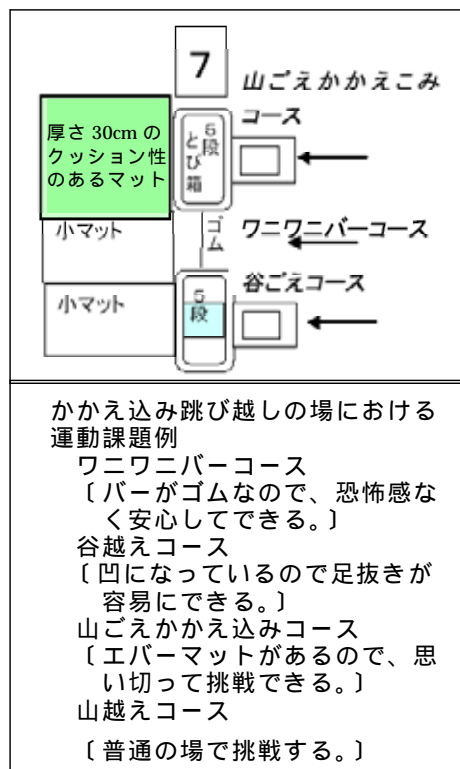 7
山ごえかかえこみ
コース
厚さ 30cm の
クッション性
のあるマット
5段
とび箱
小マット
ゴム
ワニワニバーコース
小マット
5段
谷ごえコース
かかえ込み跳び越しの場における
運動課題例
ワニワニバーコース
〔バーがゴムなので、恐怖感な
く安心してできる。〕
谷越えコース
〔凹になっているので足抜きが
容易にできる。〕
山ごえかかえ込みコース
〔エバーマットがあるので、思
い切って挑戦できる。〕
山越えコース
〔普通の場で挑戦する。〕